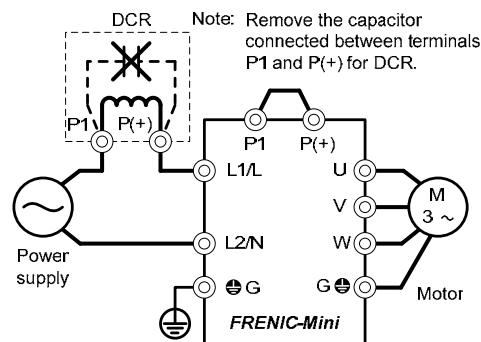 DCR
Note: Remove the capacitor
connected between terminals
P1 and P(+) for DCR.
P1 P(+)
P1 P(+)
L1/L U
V
M
3 ~
L2/N W
Power
supply
G G
Motor
FRENIC-Mini